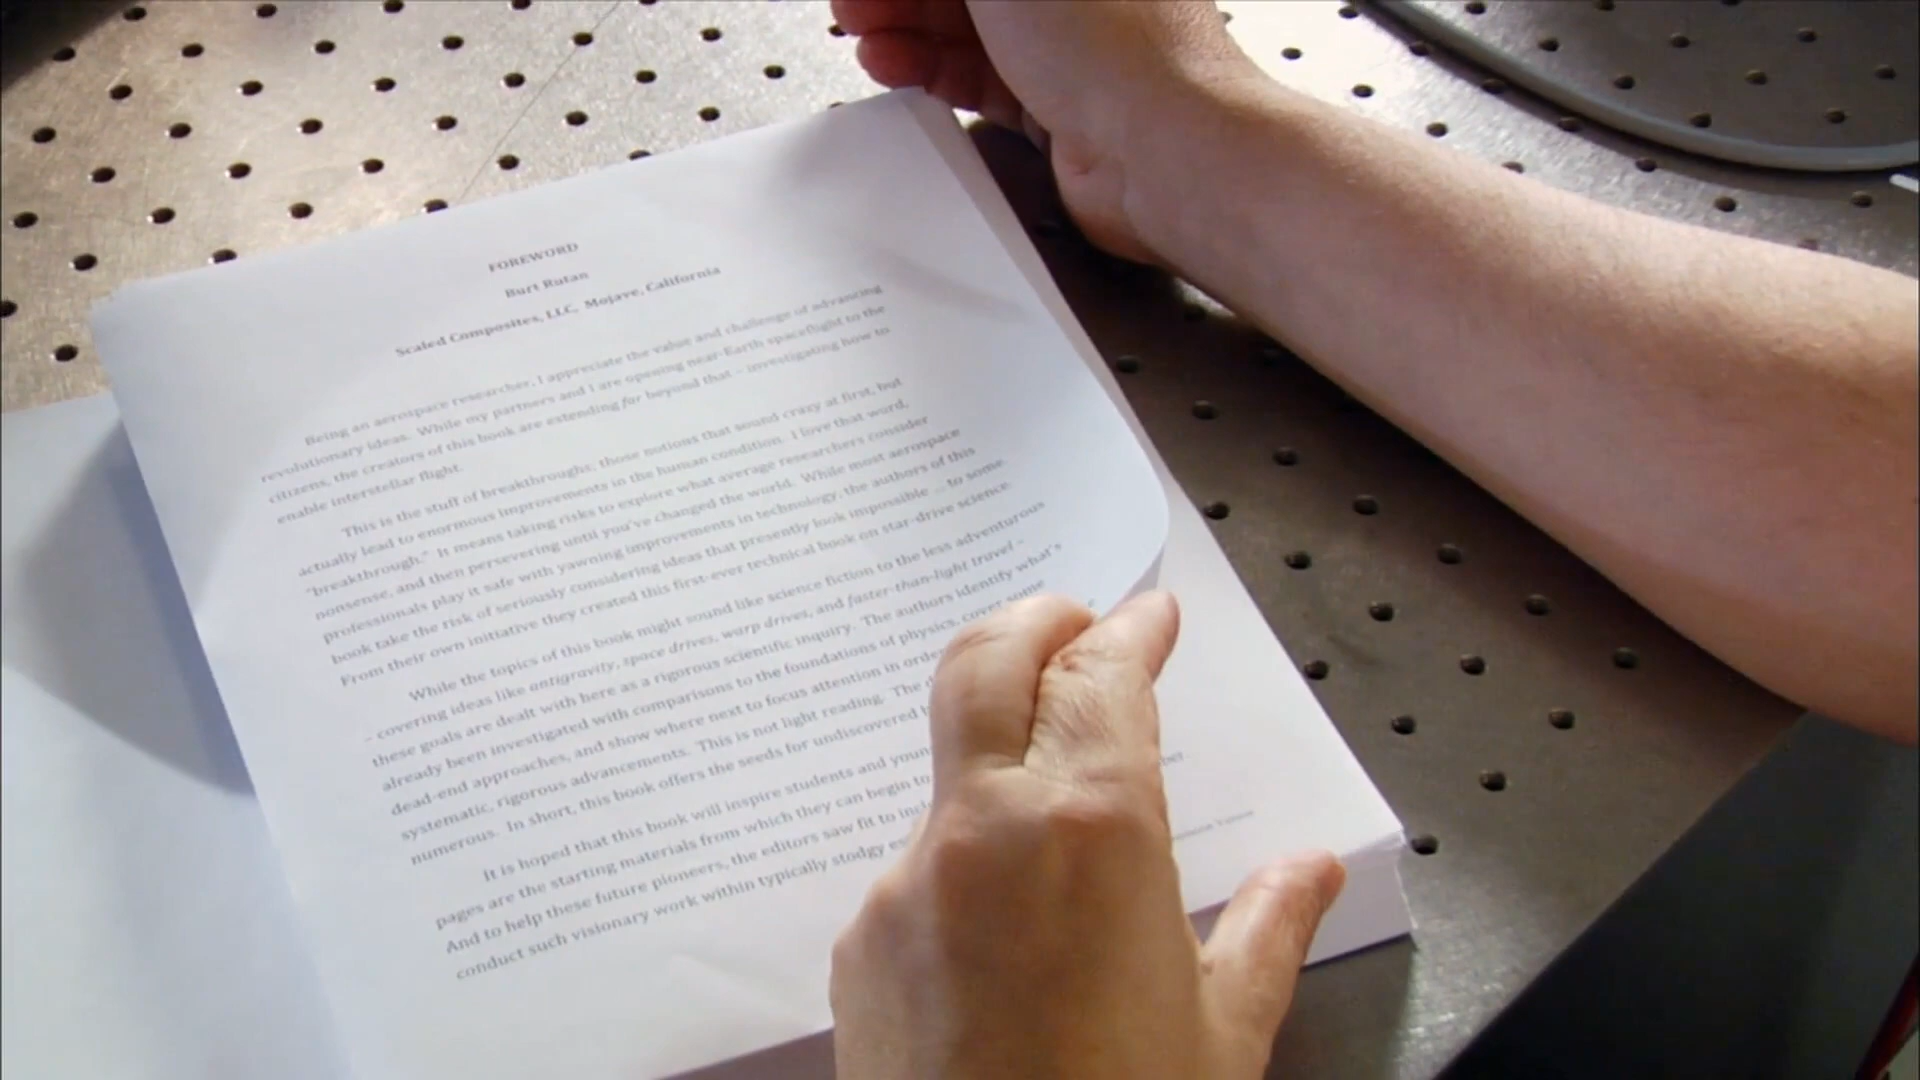 FOREWORD
Burt Rutan
Scaled Composites, LLC, Mojave, California
Being an aerospace researcher, I appreciate the value and challenge of advancing
revolutionary ideas. While my partners and I are opening near-Earth spaceflight to the
citizens, the creators of this book are extending far beyond that – investigating how to
enable interstellar flight.
This is the stuff of breakthroughs; those notions that sound crazy at first, but
actually lead to enormous improvements in the human condition. I love that word,
"breakthrough." It means taking risks to explore what average researchers consider
nonsense, and then persevering until you've changed the world. While most aerospace
professionals play it safe with yawning improvements in technology, the authors of this
book take the risk of seriously considering ideas that presently look impossible ... to some.
From their own initiative they created this first-ever technical book on star-drive science.
While the topics of this book might sound like science fiction to the less adventurous
– covering ideas like antigravity, space drives, warp drives, and faster-than-light travel –
these goals are dealt with here as a rigorous scientific inquiry. The authors identify what's
already been investigated with comparisons to the foundations of physics, cover some
dead-end approaches, and show where next to focus attention in order
systematic, rigorous advancements. This is not light reading. The
numerous. In short, this book offers the seeds for undiscovered
It is hoped that this book will inspire students and
pages are the starting materials from which they can begin to
And to help these future pioneers, the editors saw fit to
conduct such visionary work within typically stodgy